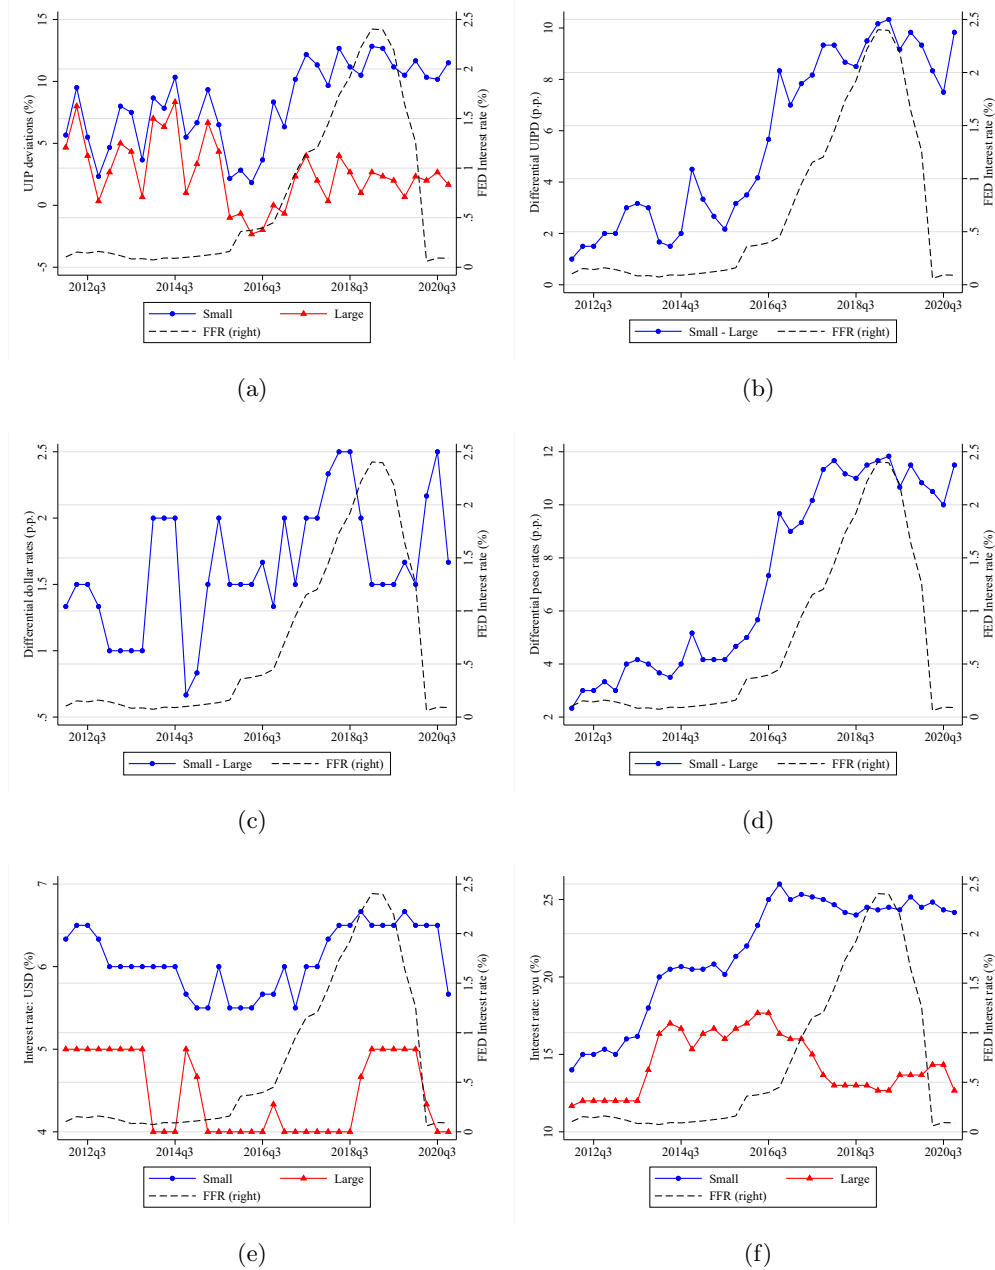 UIP deviations (%)
15
10
5
0
-5
FED Interest rate (%)
2.5
2
1.5
1
.5
0
2012q3 2014q3 2016q3 2018q3 2020q3
Small Large
FFR (right)
(a)
Differential UIPD (p.p.)
10
8
6
4
2
0
FED Interest rate (%)
2.5
2
1.5
1
.5
0
2012q3 2014q3 2016q3 2018q3 2020q3
Small - Large FFR (right)
(b)
Differential dollar rates (p.p.)
2.5
2
1.5
1
.5
FED Interest rate (%)
2.5
2
1.5
1
.5
0
2012q3 2014q3 2016q3 2018q3 2020q3
Small - Large FFR (right)
(c)
Differential peso rates (p.p.)
12
10
8
6
4
2
FED Interest rate (%)
2.5
2
1.5
1
.5
0
2012q3 2014q3 2016q3 2018q3 2020q3
Small - Large FFR (right)
(d)
Interest rate: USD (%)
7
6
5
4
FED Interest rate (%)
2.5
2
1.5
1
.5
0
2012q3 2014q3 2016q3 2018q3 2020q3
Small Large
FFR (right)
(e)
Interest rate: uyu (%)
25
20
15
10
FED Interest rate (%)
2.5
2
1.5
1
.5
0
2012q3 2014q3 2016q3 2018q3 2020q3
Small Large
FFR (right)
(f)